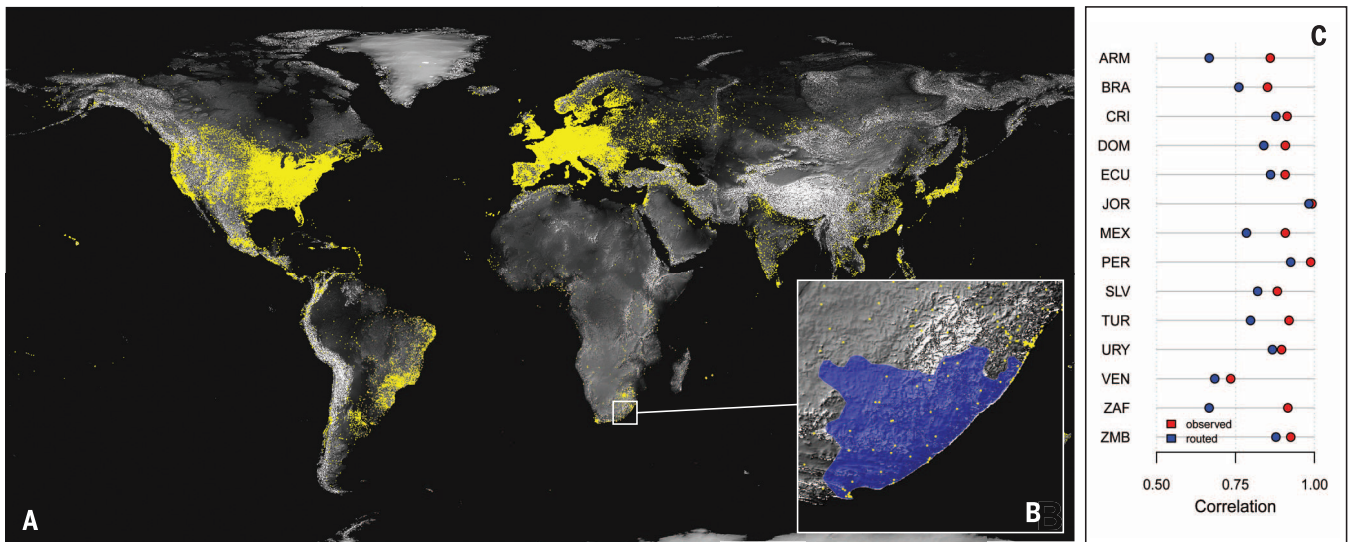 A
B
C
ARM
BRA
CRI
DOM
ECU
JOR
MEX
PER
SLV
TUR
URY
VEN
ZAF
ZMB
observed
routed
0.50 0.75 1.00
Correlation